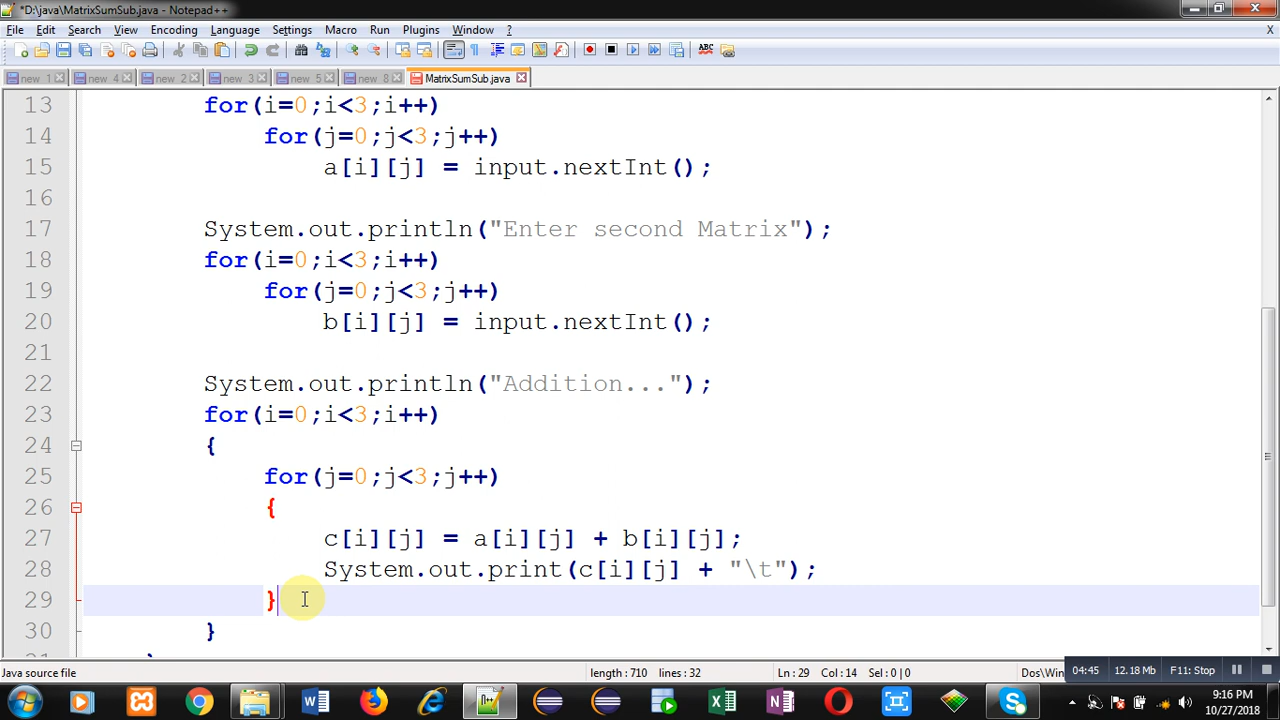 *D:\java\MatrixSumSub.java - Notepad++
File Edit Search View Encoding Language Settings Macro Run Plugins Window ? X
new 1 new 4 new 2 new 3 new 5 new 8 MatrixSumSub.java
13 for(i=0;i<3;i++)
14 for(j=0;j<3;j++)
15 a[i][j] = input.nextInt();
16
17 System.out.println("Enter second Matrix");
18 for(i=0;i<3;i++)
19 for(j=0;j<3;j++)
20 b[i][j] = input.nextInt();
21
22 System.out.println("Addition...");
23 for(i=0;i<3;i++)
24 {
25 for(j=0;j<3;j++)
26 {
27 c[i][j] = a[i][j] + b[i][j];
28 System.out.print(c[i][j] + "\t");
29 }
30 }
Java source file length : 710 lines : 32 Ln : 29 Col : 14 Sel : 0 | 0 Dos\Win
04:45 12.18 Mb F11: Stop
9:16 PM
10/27/2018